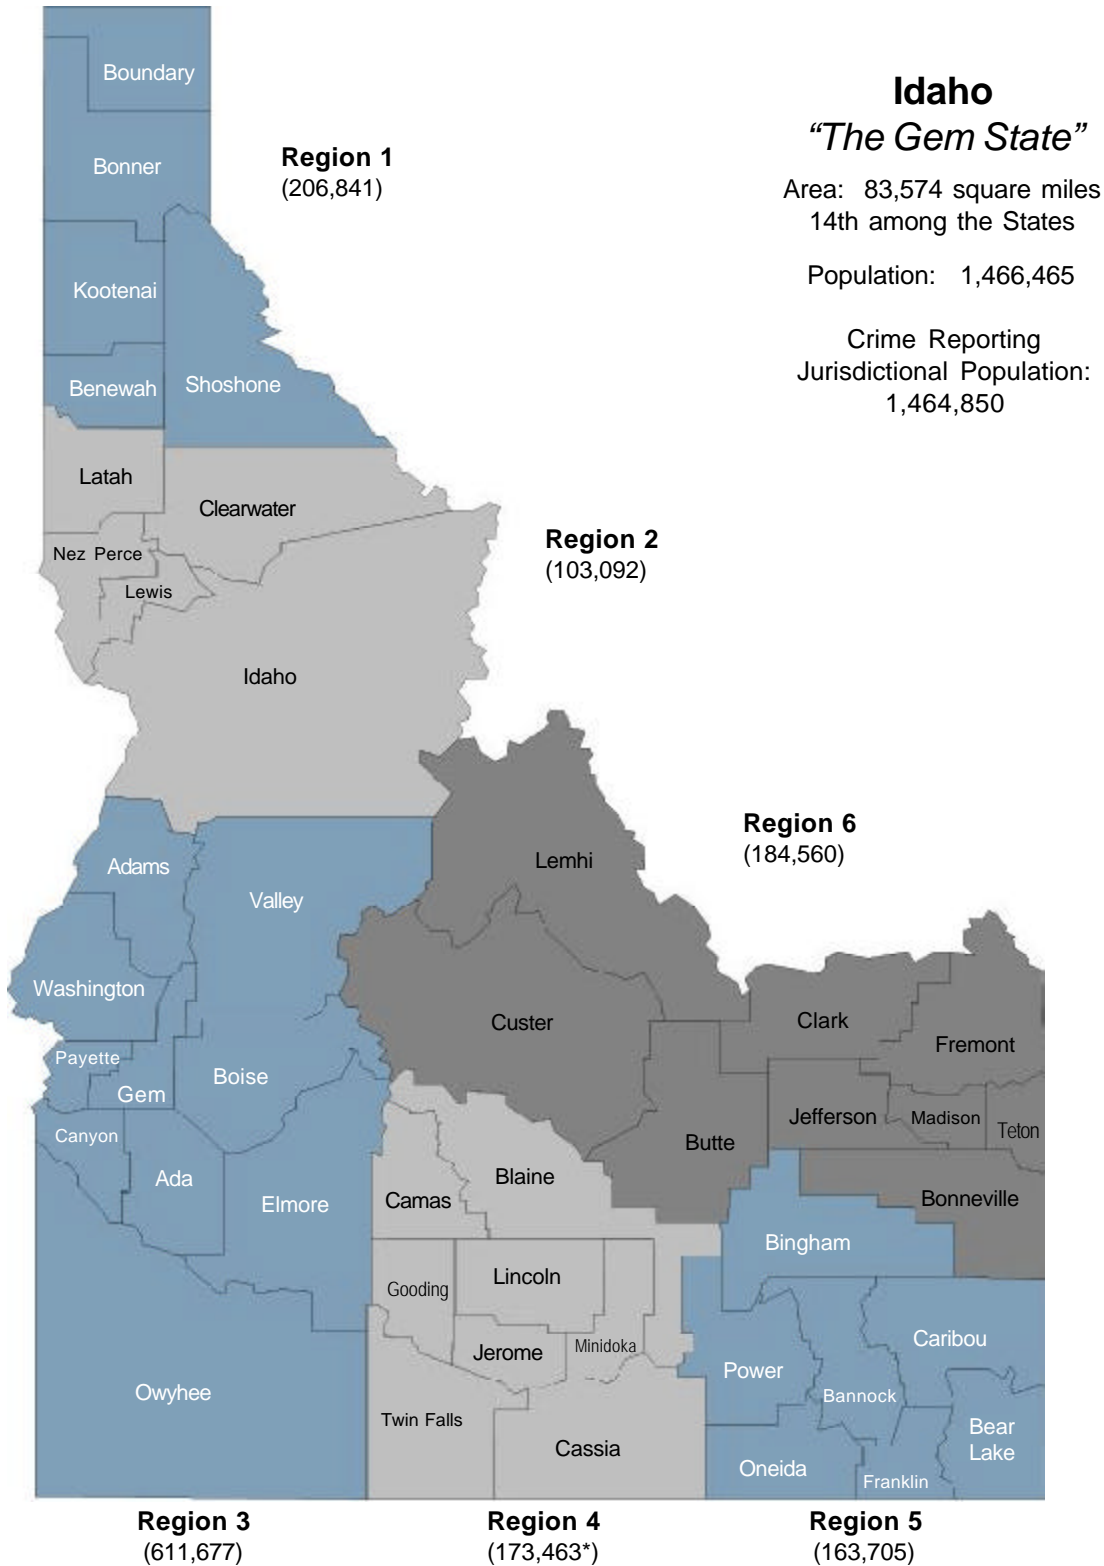 Idaho
“The Gem State”
Area: 83,574 square miles
14th among the States
Population: 1,466,465
Crime Reporting
Jurisdictional Population:
1,464,850
Boundary
Bonner
Region 1
(206,841)
Kootenai
Benewah
Shoshone
Latah
Clearwater
Nez Perce
Lewis
Region 2
(103,092)
Idaho
Region 6
(184,560)
Adams
Valley
Lemhi
Washington
Custer
Clark
Fremont
Payette
Gem
Boise
Butte
Jefferson
Madison
Teton
Canyon
Ada
Elmore
Camas
Blaine
Bonneville
Bingham
Gooding
Lincoln
Jerome
Minidoka
Caribou
Power
Bannock
Owyhee
Twin Falls
Cassia
Bear
Lake
Oneida
Franklin
Region 3
(611,677)
Region 4
(173,463*)
Region 5
(163,705)